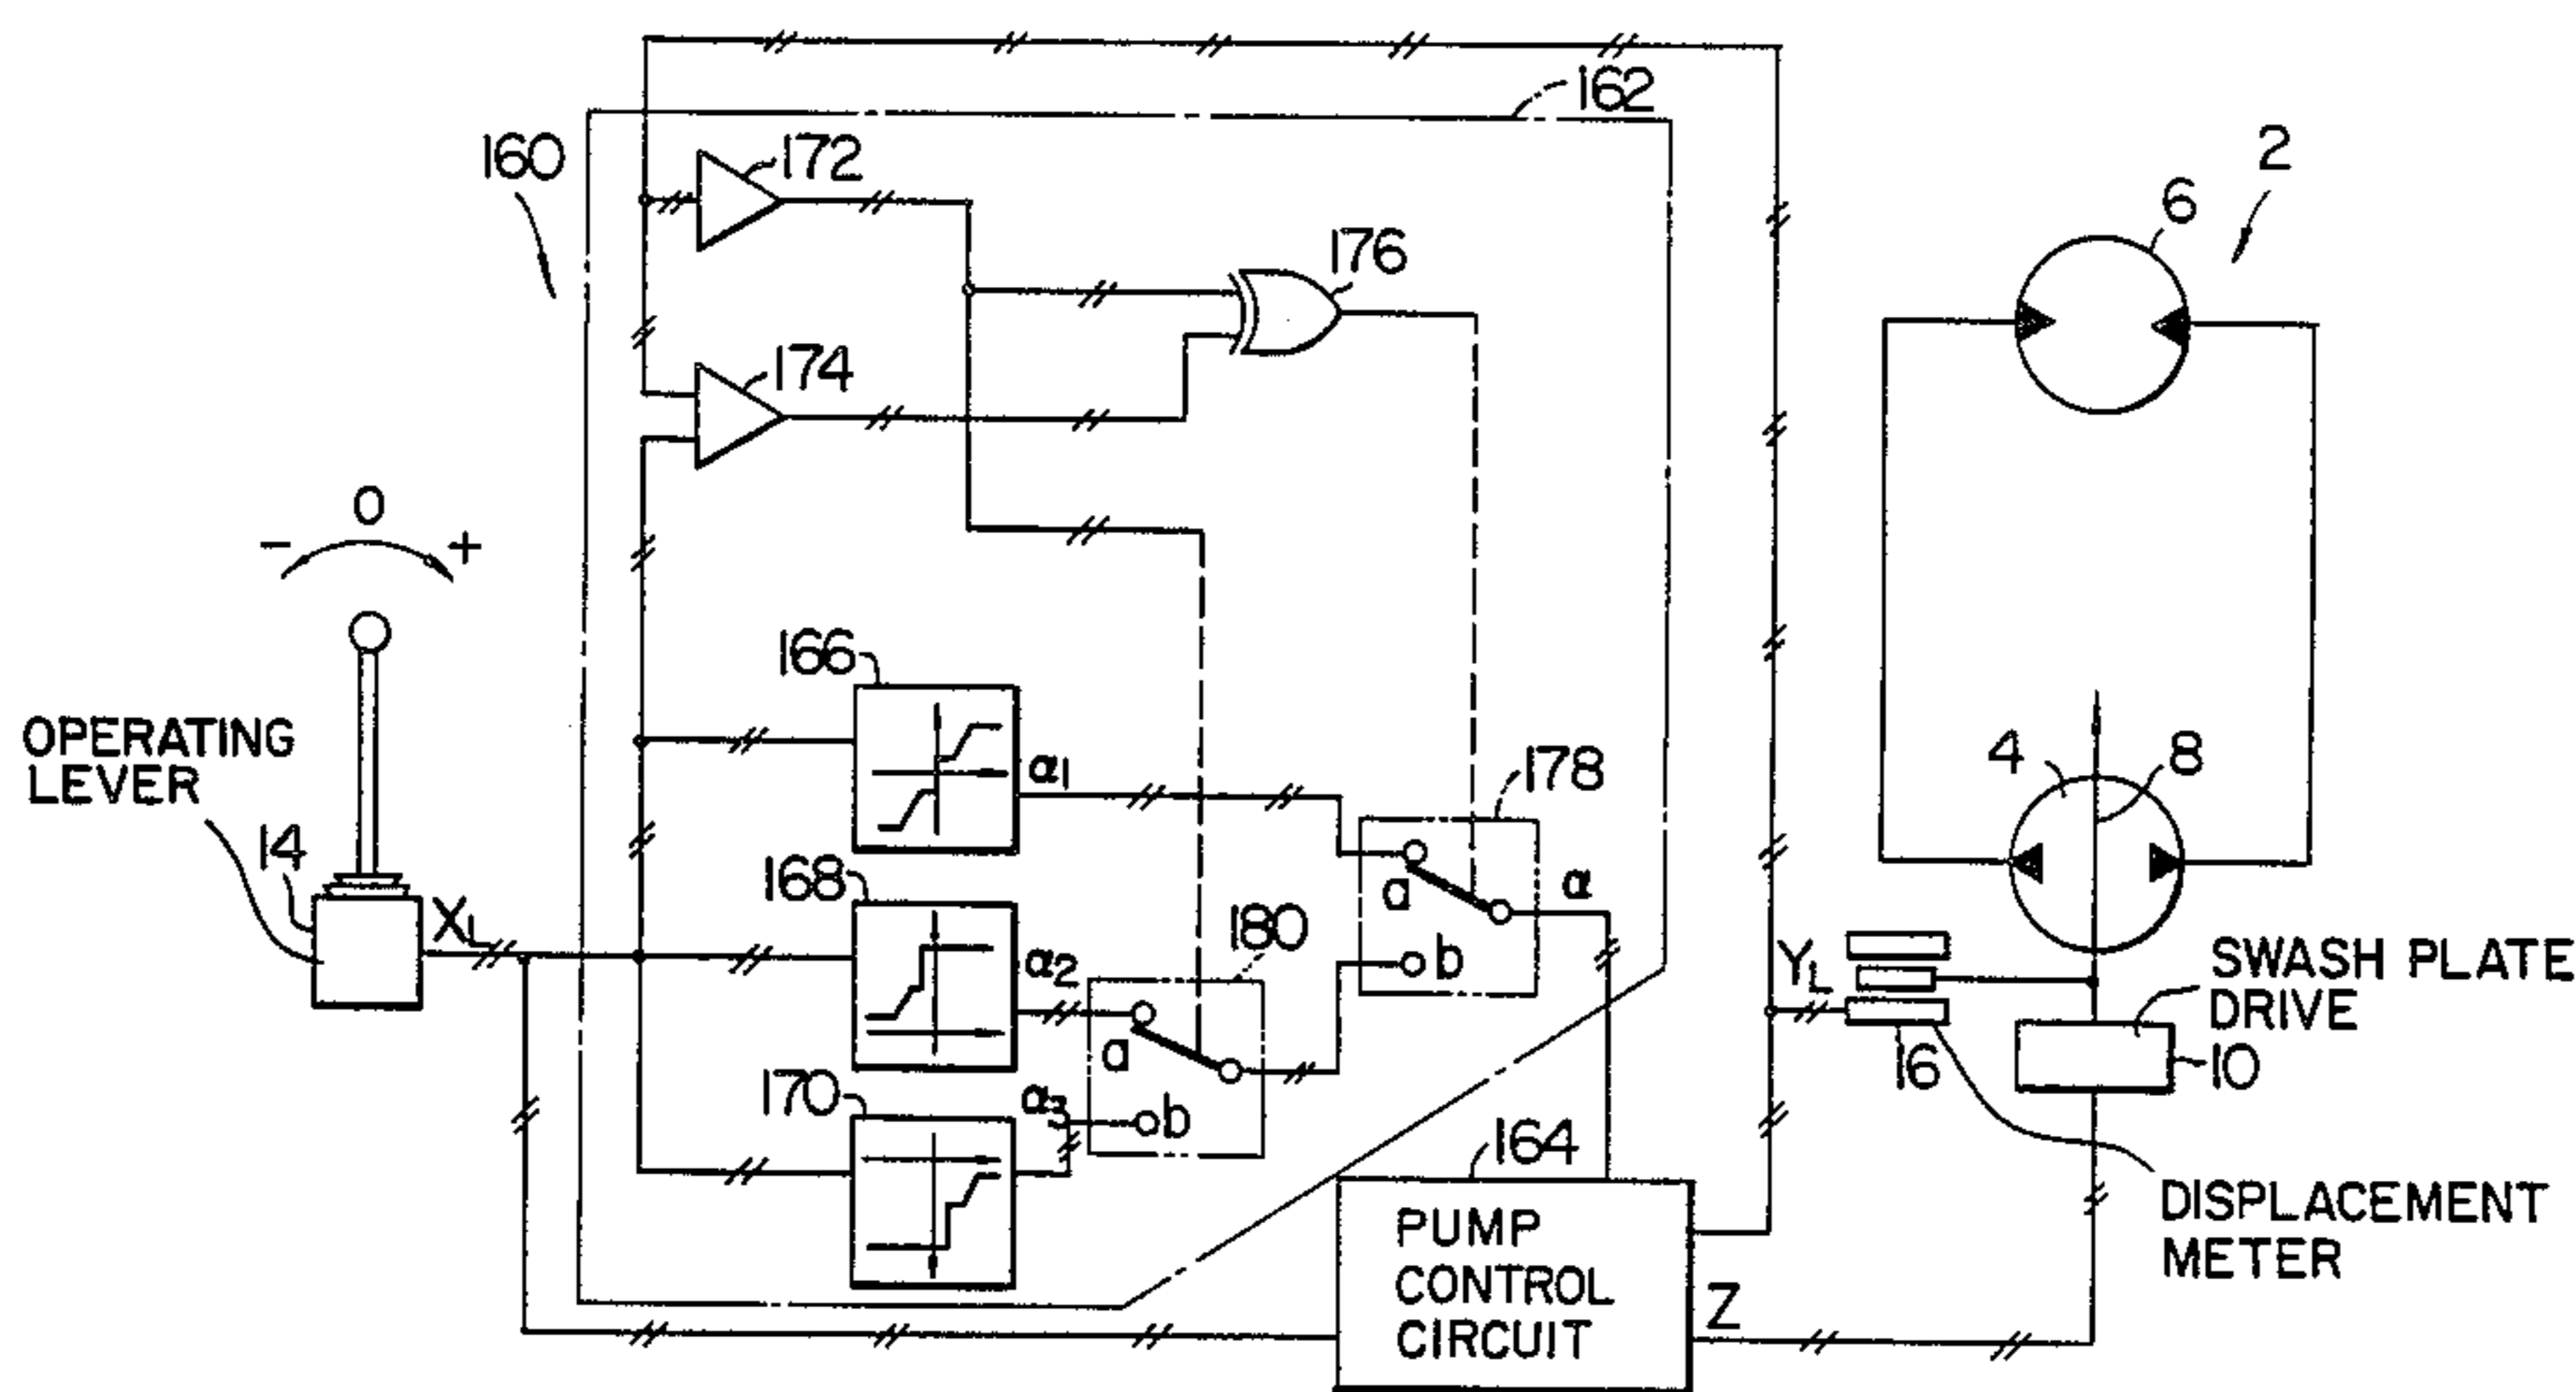 162
160
172
2
6
176
174
0
- +
166
OPERATING
LEVER
α1
178
4
8
14
168
a
α
XL
180
α2
b
YL
SWASH PLATE
DRIVE
a
16
10
170
α3
b
164
PUMP
CONTROL
CIRCUIT
Z
DISPLACEMENT
METER